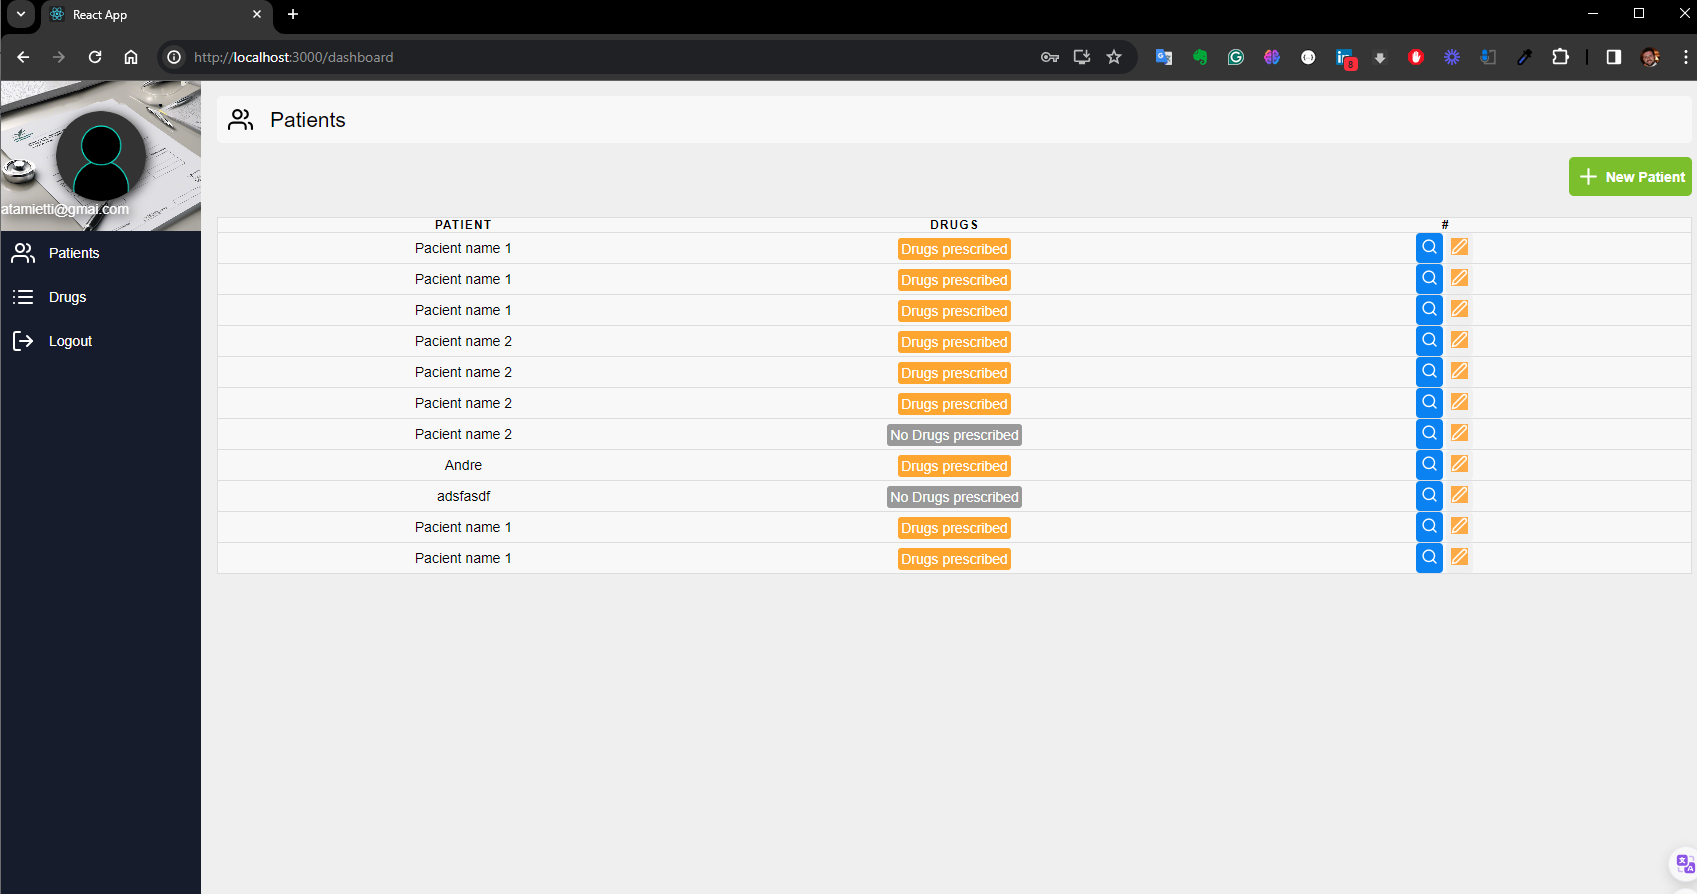 React App
http://localhost:3000/dashboard
8
Patients
New Patient
atamietti@gmai.com
Patients
Drugs
Logout
PATIENT DRUGS #
Pacient name 1 Drugs prescribed
Pacient name 1 Drugs prescribed
Pacient name 1 Drugs prescribed
Pacient name 2 Drugs prescribed
Pacient name 2 Drugs prescribed
Pacient name 2 Drugs prescribed
Pacient name 2 No Drugs prescribed
Andre Drugs prescribed
adsfasdf No Drugs prescribed
Pacient name 1 Drugs prescribed
Pacient name 1 Drugs prescribed